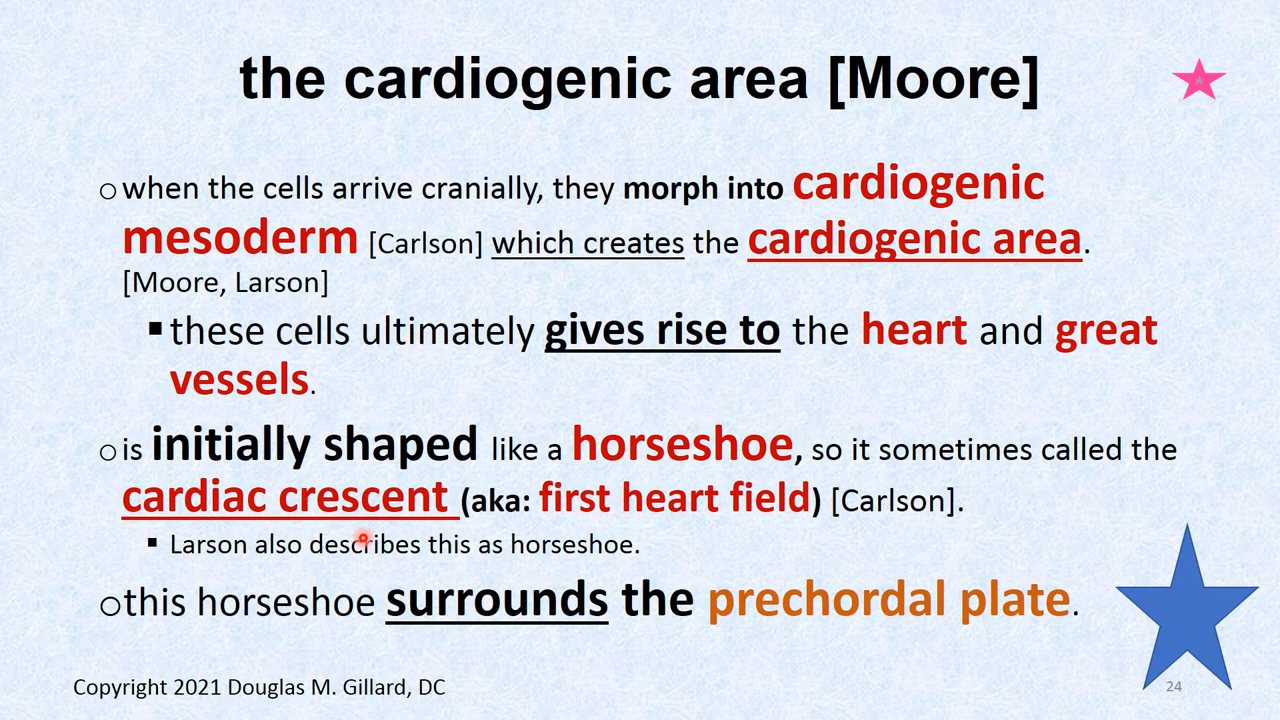 the cardiogenic area [Moore]
○when the cells arrive cranially, they morph into cardiogenic
mesoderm [Carlson] which creates the cardiogenic area.
[Moore, Larson]
▪these cells ultimately gives rise to the heart and great
vessels.
○is initially shaped like a horseshoe, so it sometimes called the
cardiac crescent (aka: first heart field) [Carlson].
▪ Larson also describes this as horseshoe.
○this horseshoe surrounds the prechordal plate.
Copyright 2021 Douglas M. Gillard, DC
24